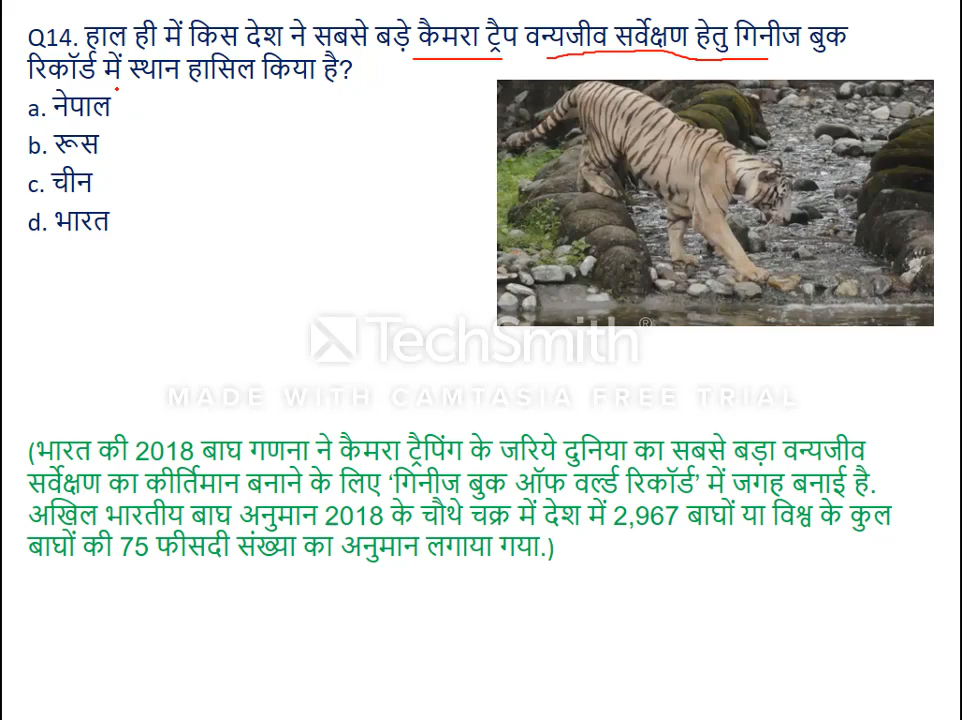 Q14. हाल ही में किस देश ने सबसे बड़े कैमरा ट्रैप वन्यजीव सर्वेक्षण हेतु गिनीज बुक
रिकॉर्ड में स्थान हासिल किया है?
a. नेपाल
b. रूस
c. चीन
d. भारत
TechSmith®
MADE WITH CAMTASIA FREE TRIAL
(भारत की 2018 बाघ गणना ने कैमरा ट्रैपिंग के जरिये दुनिया का सबसे बड़ा वन्यजीव
सर्वेक्षण का कीर्तिमान बनाने के लिए ‘गिनीज बुक ऑफ वर्ल्ड रिकॉर्ड’ में जगह बनाई है.
अखिल भारतीय बाघ अनुमान 2018 के चौथे चक्र में देश में 2,967 बाघों या विश्व के कुल
बाघों की 75 फीसदी संख्या का अनुमान लगाया गया.)